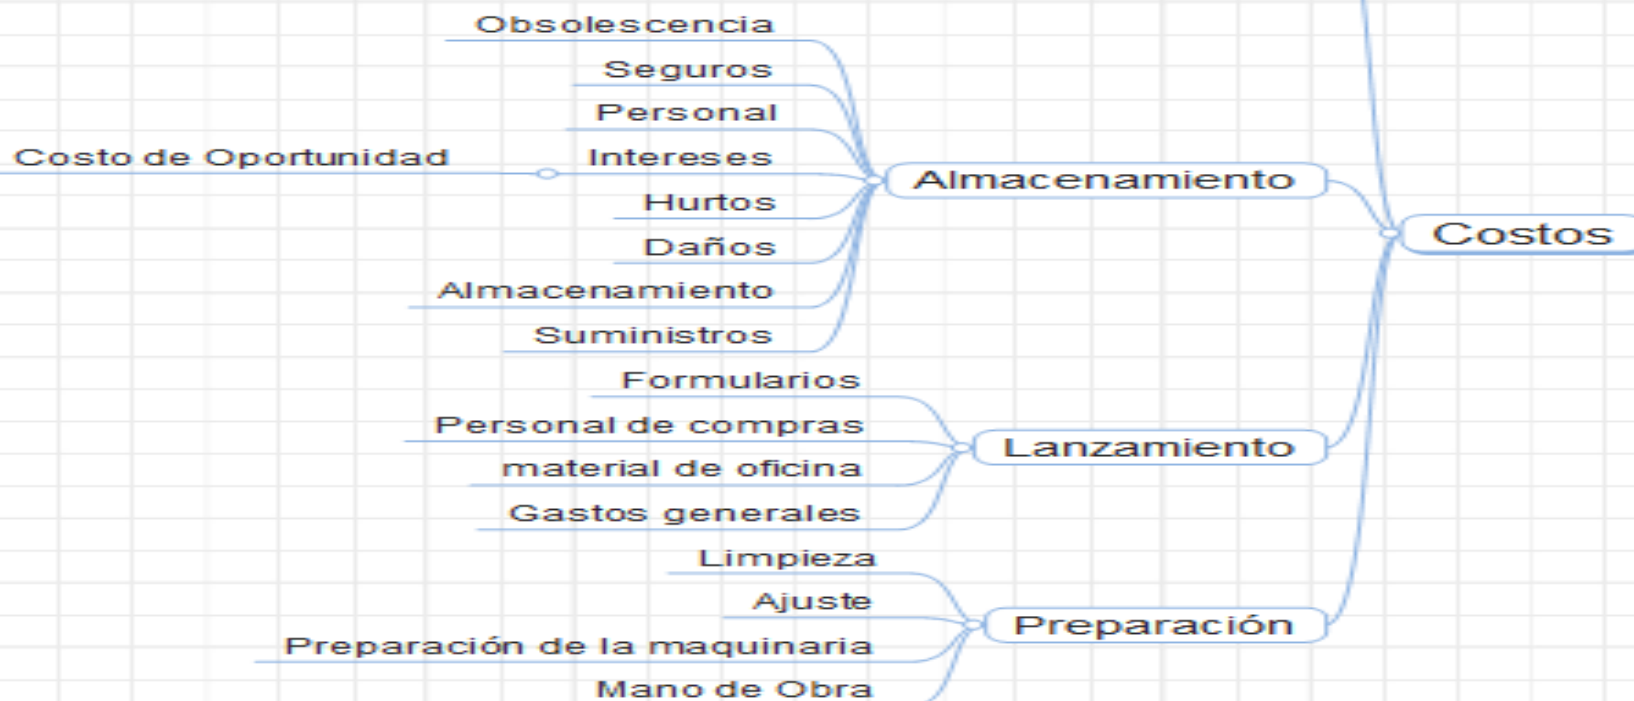 Obsolescencia
Seguros
Personal
Costo de Oportunidad
Intereses
Hurtos
Daños
Almacenamiento
Suministros
Almacenamiento
Costos
Formularios
Personal de compras
material de oficina
Gastos generales
Lanzamiento
Limpieza
Ajuste
Preparación de la maquinaria
Mano de Obra
Preparación